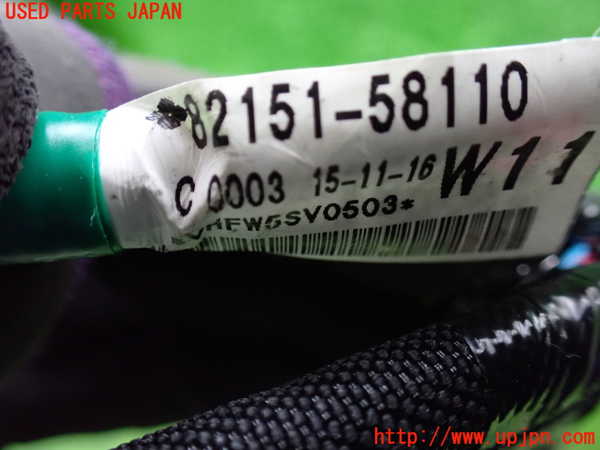 USED PARTS JAPAN
82151-58110
C 0003 15-11-16 W11
HFW5SV0503*
http://www.upjpn.com/